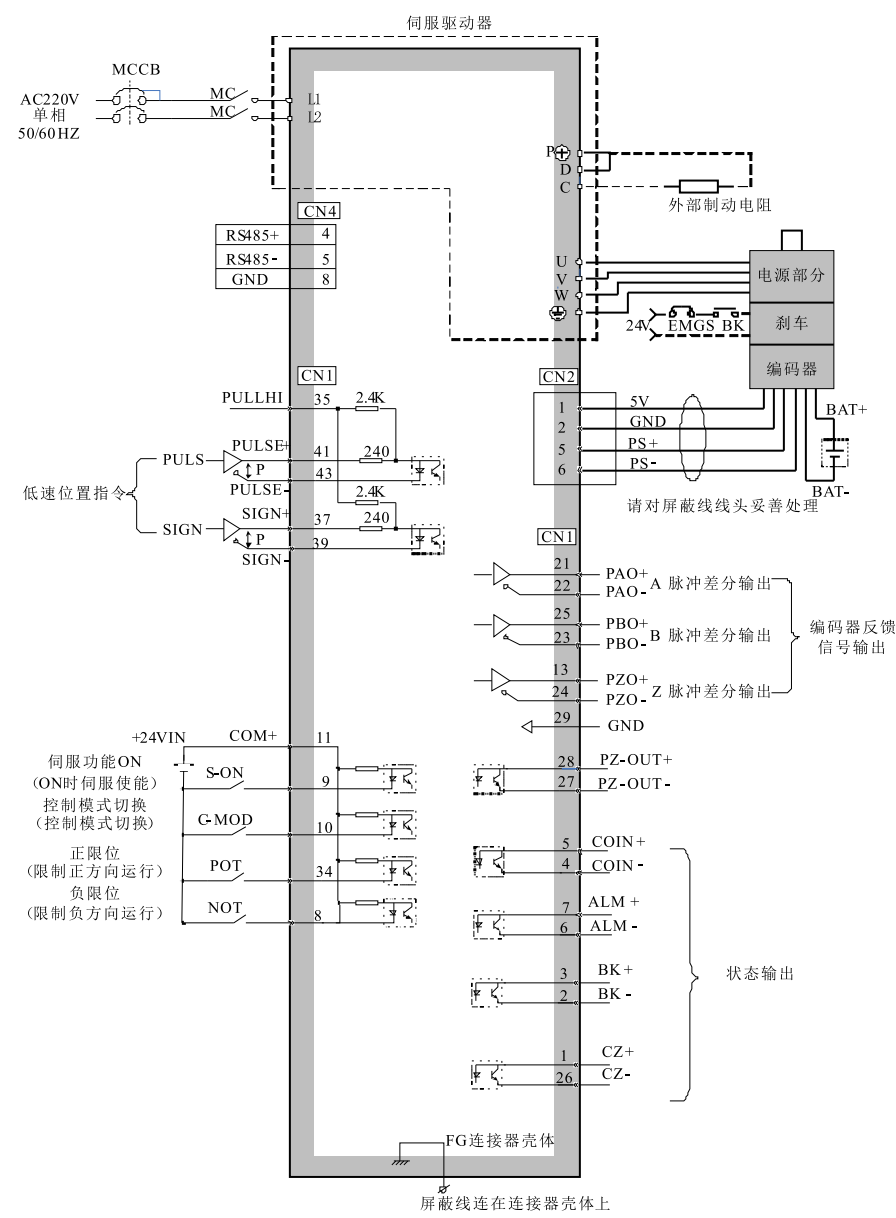 伺服驱动器
MCCB
AC220V
单相
50/60HZ
MC
MC
L1
L2
P
D
C
外部制动电阻
CN4
RS485+ 4
RS485- 5
GND 8
U
V
W
电源部分
24V EMGS BK
刹车
编码器
CN1
PULLHI 35 2.4K
PULSE+ 41 240
PULS P 43
PULSE-
2.4K
低速位置指令
SIGN+ 37 240
SIGN P 39
SIGN-
CN2
1 5V
2 GND
5 PS+
6 PS-
BAT+
BAT-
请对屏蔽线线头妥善处理
CN1
21 PAO+
22 PAO-
A 脉冲差分输出
25 PBO+
23 PBO-
B 脉冲差分输出
13 PZO+
24 PZO-
Z 脉冲差分输出
编码器反馈
信号输出
29 GND
+24VIN COM+ 11
伺服功能ON
(ON时伺服使能)
S-ON 9
控制模式切换
(控制模式切换)
C-MOD 10
正限位
(限制正方向运行)
POT 34
负限位
(限制负方向运行)
NOT 8
28 PZ-OUT+
27 PZ-OUT-
5 COIN+
4 COIN-
7 ALM+
6 ALM-
3 BK+
2 BK-
1 CZ+
26 CZ-
状态输出
FG连接器壳体
屏蔽线连在连接器壳体上